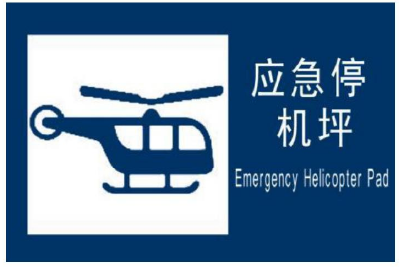 应急停
机坪
Emergency Helicopter Pad